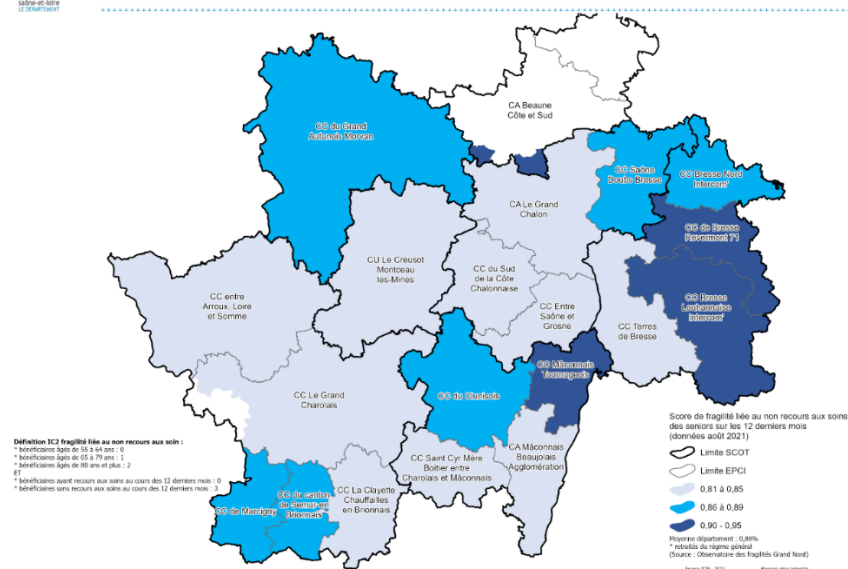 saône-et-loire
LE DÉPARTEMENT
CA Beaune
Côte et Sud
CC du Grand
Autunois Morvan
CC Saône
Doubs Bresse
CC Bresse Nord
Intercom'
CA Le Grand
Chalon
CC de Bresse
Revermont 71
CU Le Creusot
Montceau
les-Mines
CC du Sud
de la Côte
Chalonnaise
CC entre
Arroux, Loire
et Somme
CC Entre
Saône et
Grosne
CC Bresse
Louhannaise
Intercom'
CC Terres
de Bresse
CC Mâconnais
Tournugeois
CC Le Grand
Charolais
CC du Clunisois
CA Mâconnais
Beaujolais
Agglomération
CC Saint Cyr Mère
Boitier entre
Charolais et Mâconnais
CC La Clayette
Chauffailles
en Brionnais
CC du canton
de Semur-en
Brionnais
CC de Marcigny
Définition IC2 fragilité liée au non recours aux soin :
* bénéficiaires âgés de 55 à 64 ans : 0
* bénéficiaires âgés de 65 à 79 ans : 1
* bénéficiaires âgés de 80 ans et plus : 2
ET
* bénéficiaires ayant recours aux soins au cours des 12 derniers mois : 0
* bénéficiaires sans recours aux soins au cours des 12 derniers mois : 3
Score de fragilité liée au non recours aux soins
des seniors sur les 12 derniers mois
(données août 2021)
Limite SCOT
Limite EPCI
0,81 à 0,85
0,86 à 0,89
0,90 - 0,95
Moyenne département : 0,86%
* retraités du régime général
(Source : Observatoire des fragilités Grand Nord)